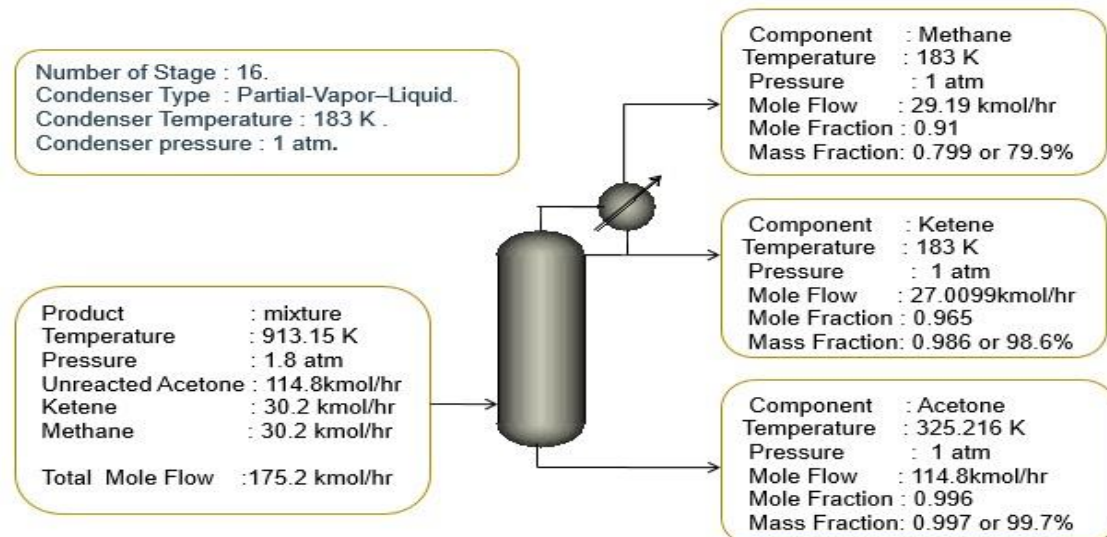 Number of Stage : 16.
Condenser Type : Partial-Vapor–Liquid.
Condenser Temperature : 183 K .
Condenser pressure : 1 atm.
Component : Methane
Temperature : 183 K
Pressure : 1 atm
Mole Flow : 29.19 kmol/hr
Mole Fraction : 0.91
Mass Fraction: 0.799 or 79.9%
Component : Ketene
Temperature : 183 K
Pressure : 1 atm
Mole Flow : 27.0099kmol/hr
Mole Fraction : 0.965
Mass Fraction: 0.986 or 98.6%
Product : mixture
Temperature : 913.15 K
Pressure : 1.8 atm
Unreacted Acetone : 114.8kmol/hr
Ketene : 30.2 kmol/hr
Methane : 30.2 kmol/hr
Total Mole Flow :175.2 kmol/hr
Component : Acetone
Temperature : 325.216 K
Pressure : 1 atm
Mole Flow : 114.8kmol/hr
Mole Fraction : 0.996
Mass Fraction: 0.997 or 99.7%